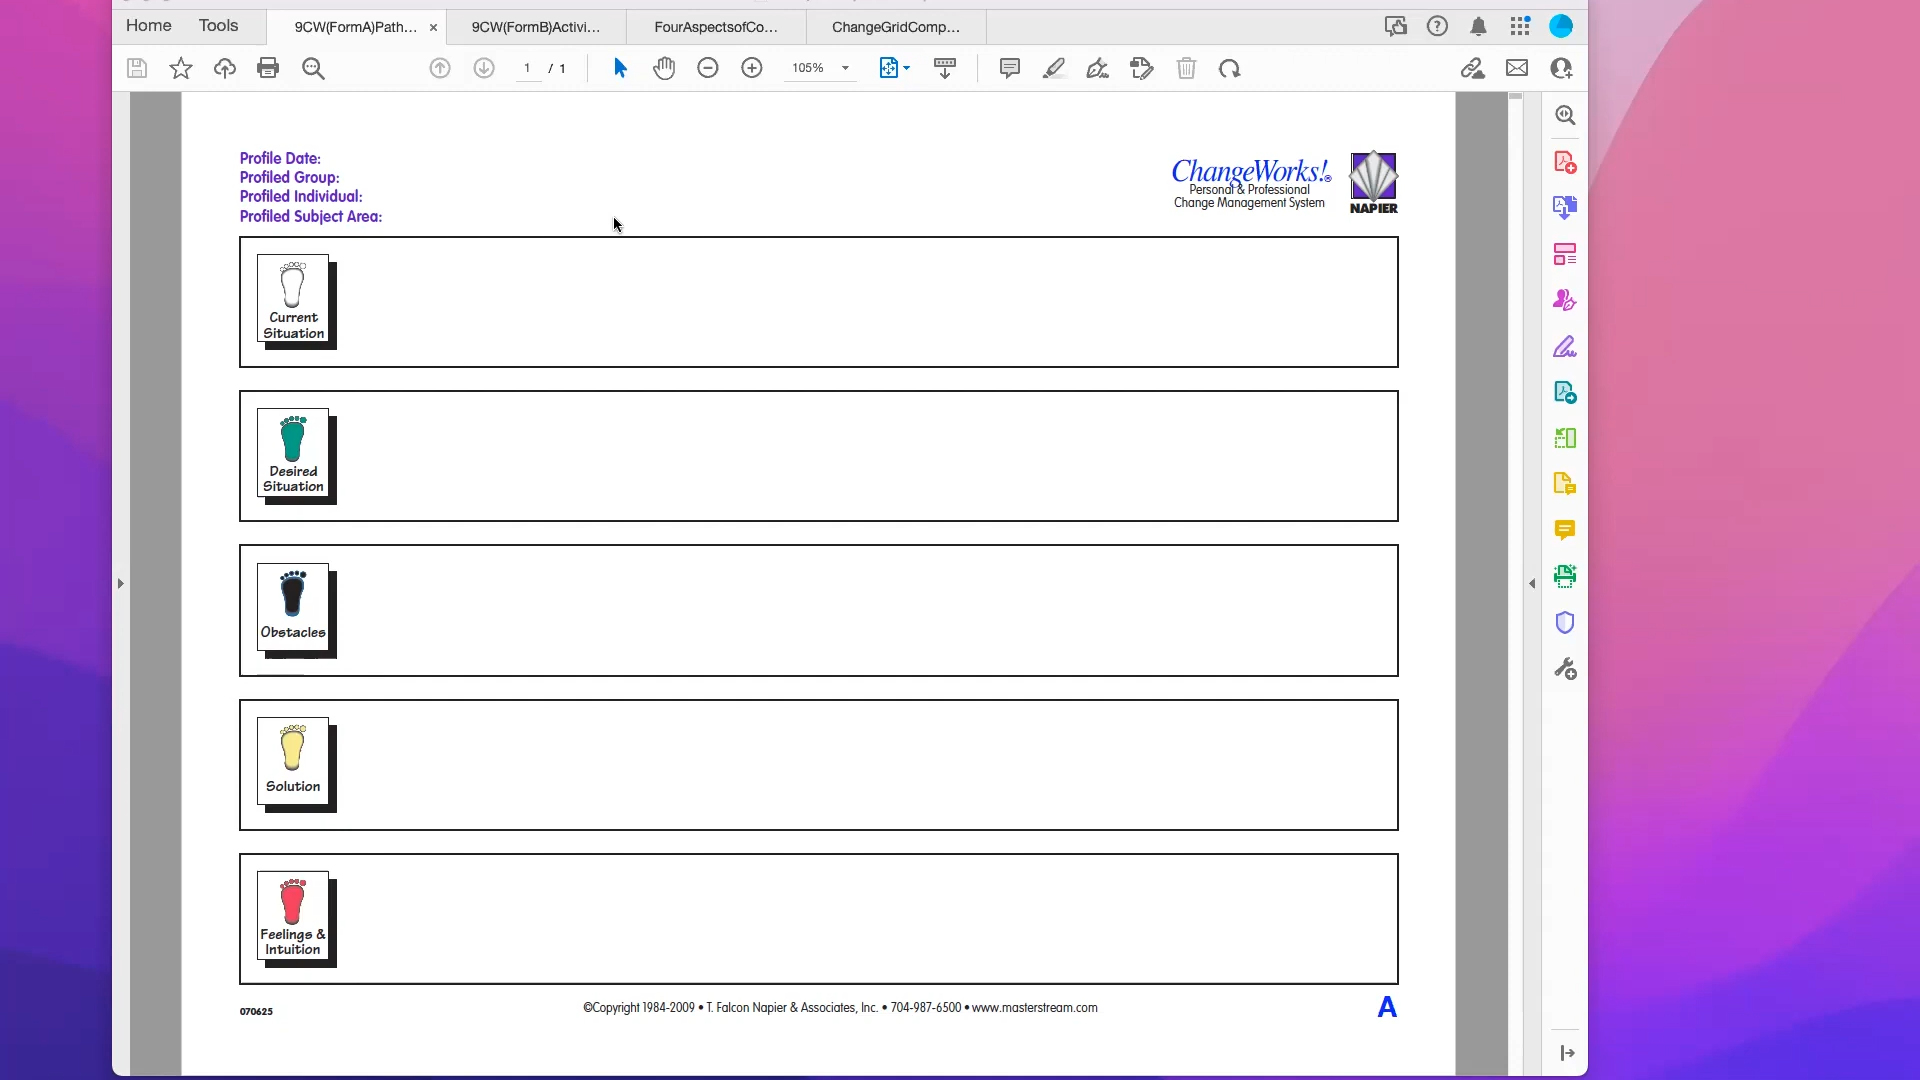 Home Tools 9CW(FormA)Path... × 9CW(FormB)Activi... FourAspectsofCo... ChangeGridComp...
1 / 1 105%
Profile Date:
Profiled Group:
Profiled Individual:
Profiled Subject Area:
ChangeWorks!®
Personal & Professional
Change Management System
NAPIER
Current
Situation
Desired
Situation
Obstacles
Solution
Feelings &
Intuition
070625 ©Copyright 1984-2009 • T. Falcon Napier & Associates, Inc. • 704-987-6500 • www.masterstream.com A